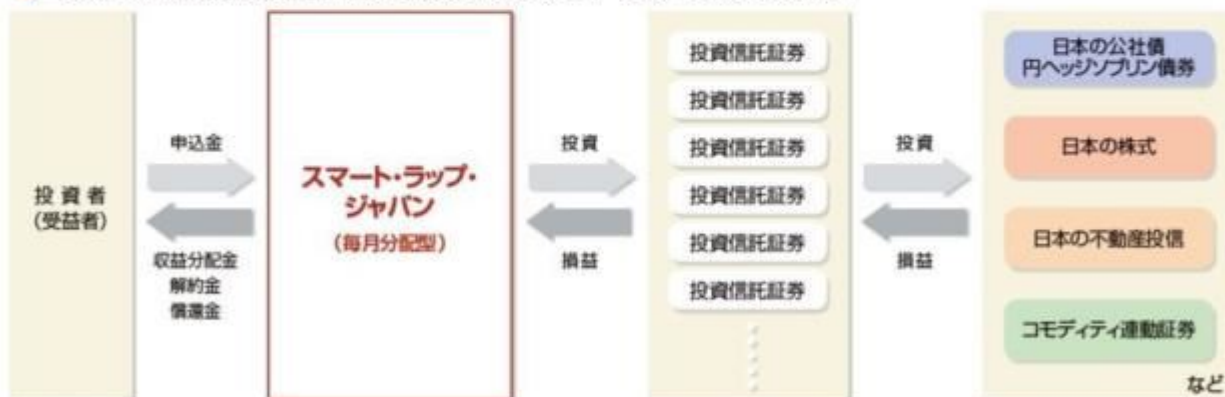 投資者
(受益者)
申込金
収益分配金
解約金
償還金
スマート・ラップ・
ジャパン
(毎月分配型)
投資
損益
投資信託証券
投資信託証券
投資信託証券
投資信託証券
投資信託証券
投資信託証券
投資
損益
日本の公社債
円ヘッジソブリン債券
日本の株式
日本の不動産投信
コモディティ連動証券
など